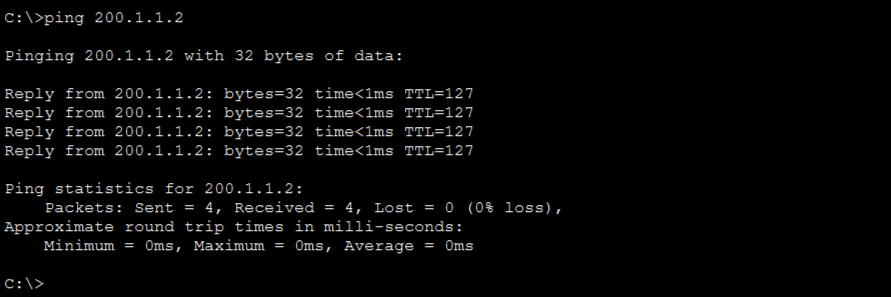 C:\>ping 200.1.1.2
Pinging 200.1.1.2 with 32 bytes of data:
Reply from 200.1.1.2: bytes=32 time<1ms TTL=127
Reply from 200.1.1.2: bytes=32 time<1ms TTL=127
Reply from 200.1.1.2: bytes=32 time<1ms TTL=127
Reply from 200.1.1.2: bytes=32 time<1ms TTL=127
Ping statistics for 200.1.1.2:
    Packets: Sent = 4, Received = 4, Lost = 0 (0% loss),
Approximate round trip times in milli-seconds:
    Minimum = 0ms, Maximum = 0ms, Average = 0ms
C:\>